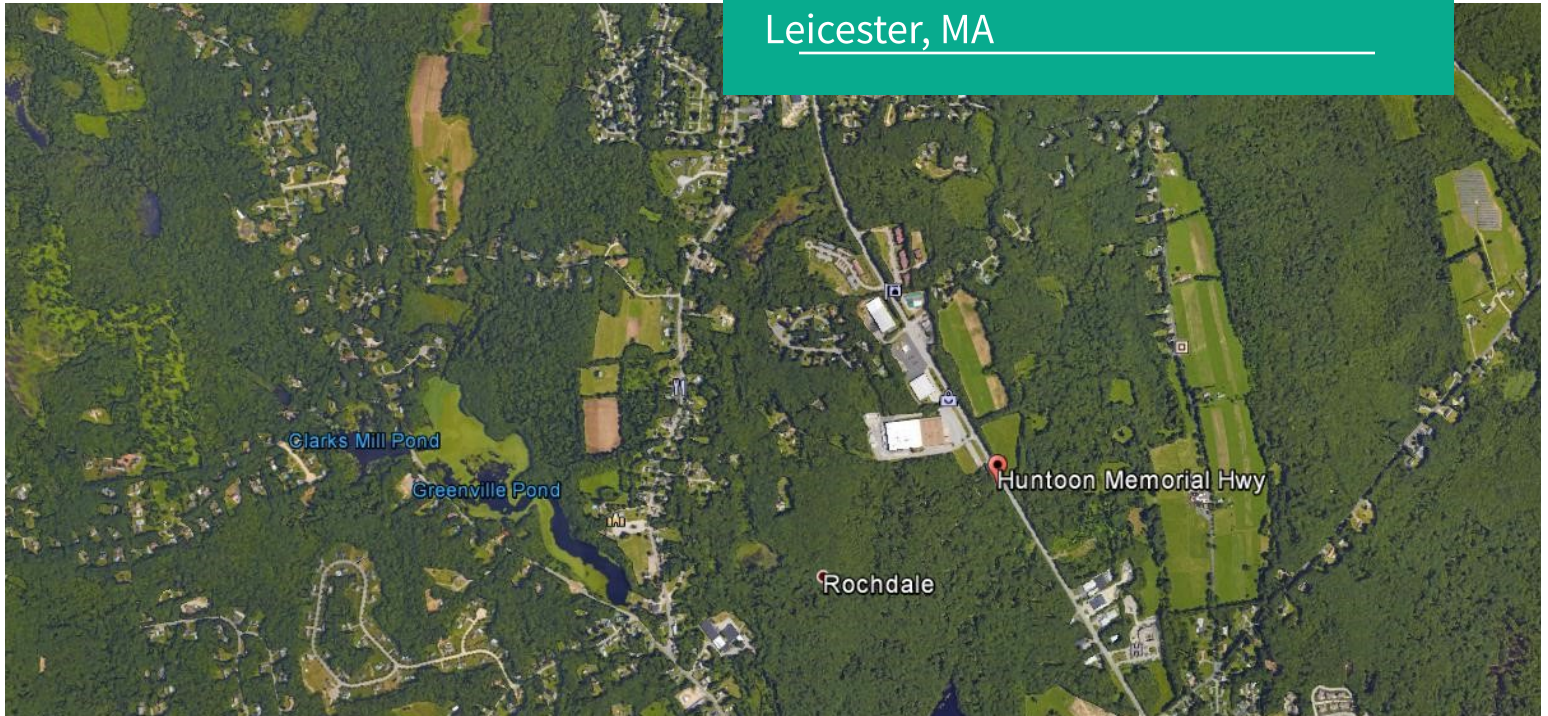 Leicester, MA
Clarks Mill Pond
Greenville Pond
Huntoon Memorial Hwy
Rochdale